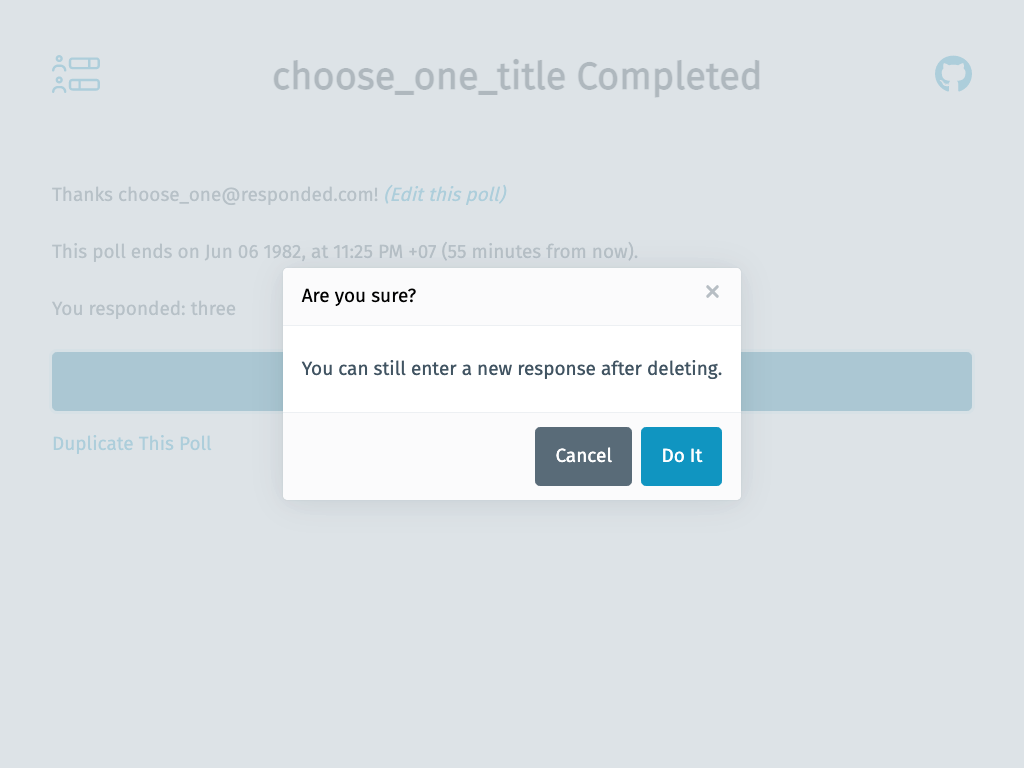 choose_one_title Completed
Thanks choose_one@responded.com! (Edit this poll)
This poll ends on Jun 06 1982, at 11:25 PM +07 (55 minutes from now).
You responded: three
Are you sure?
×
You can still enter a new response after deleting.
Cancel
Do It
Duplicate This Poll